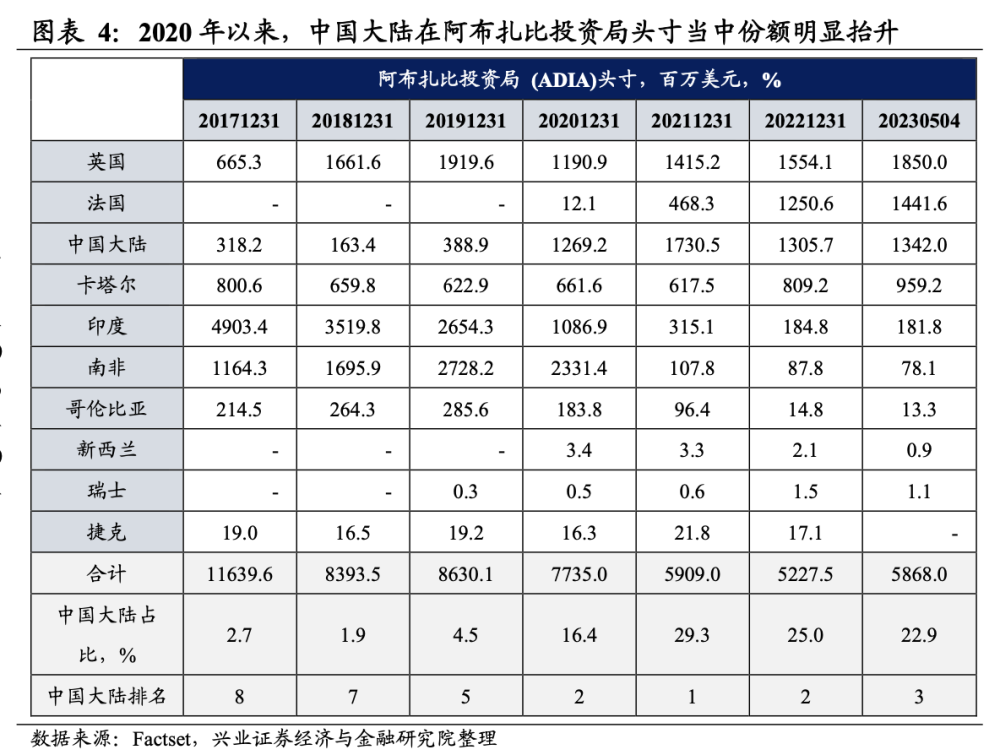 图表 4：2020 年以来，中国大陆在阿布扎比投资局头寸当中份额明显抬升
阿布扎比投资局 (ADIA)头寸，百万美元，%
20171231 20181231 20191231 20201231 20211231 20221231 20230504
英国 665.3 1661.6 1919.6 1190.9 1415.2 1554.1 1850.0
法国 - - - 12.1 468.3 1250.6 1441.6
中国大陆 318.2 163.4 388.9 1269.2 1730.5 1305.7 1342.0
卡塔尔 800.6 659.8 622.9 661.6 617.5 809.2 959.2
印度 4903.4 3519.8 2654.3 1086.9 315.1 184.8 181.8
南非 1164.3 1695.9 2728.2 2331.4 107.8 87.8 78.1
哥伦比亚 214.5 264.3 285.6 183.8 96.4 14.8 13.3
新西兰 - - - 3.4 3.3 2.1 0.9
瑞士 - - 0.3 0.5 0.6 1.5 1.1
捷克 19.0 16.5 19.2 16.3 21.8 17.1 -
合计 11639.6 8393.5 8630.1 7735.0 5909.0 5227.5 5868.0
中国大陆占
比，% 2.7 1.9 4.5 16.4 29.3 25.0 22.9
中国大陆排名 8 7 5 2 1 2 3
数据来源：Factset，兴业证券经济与金融研究院整理